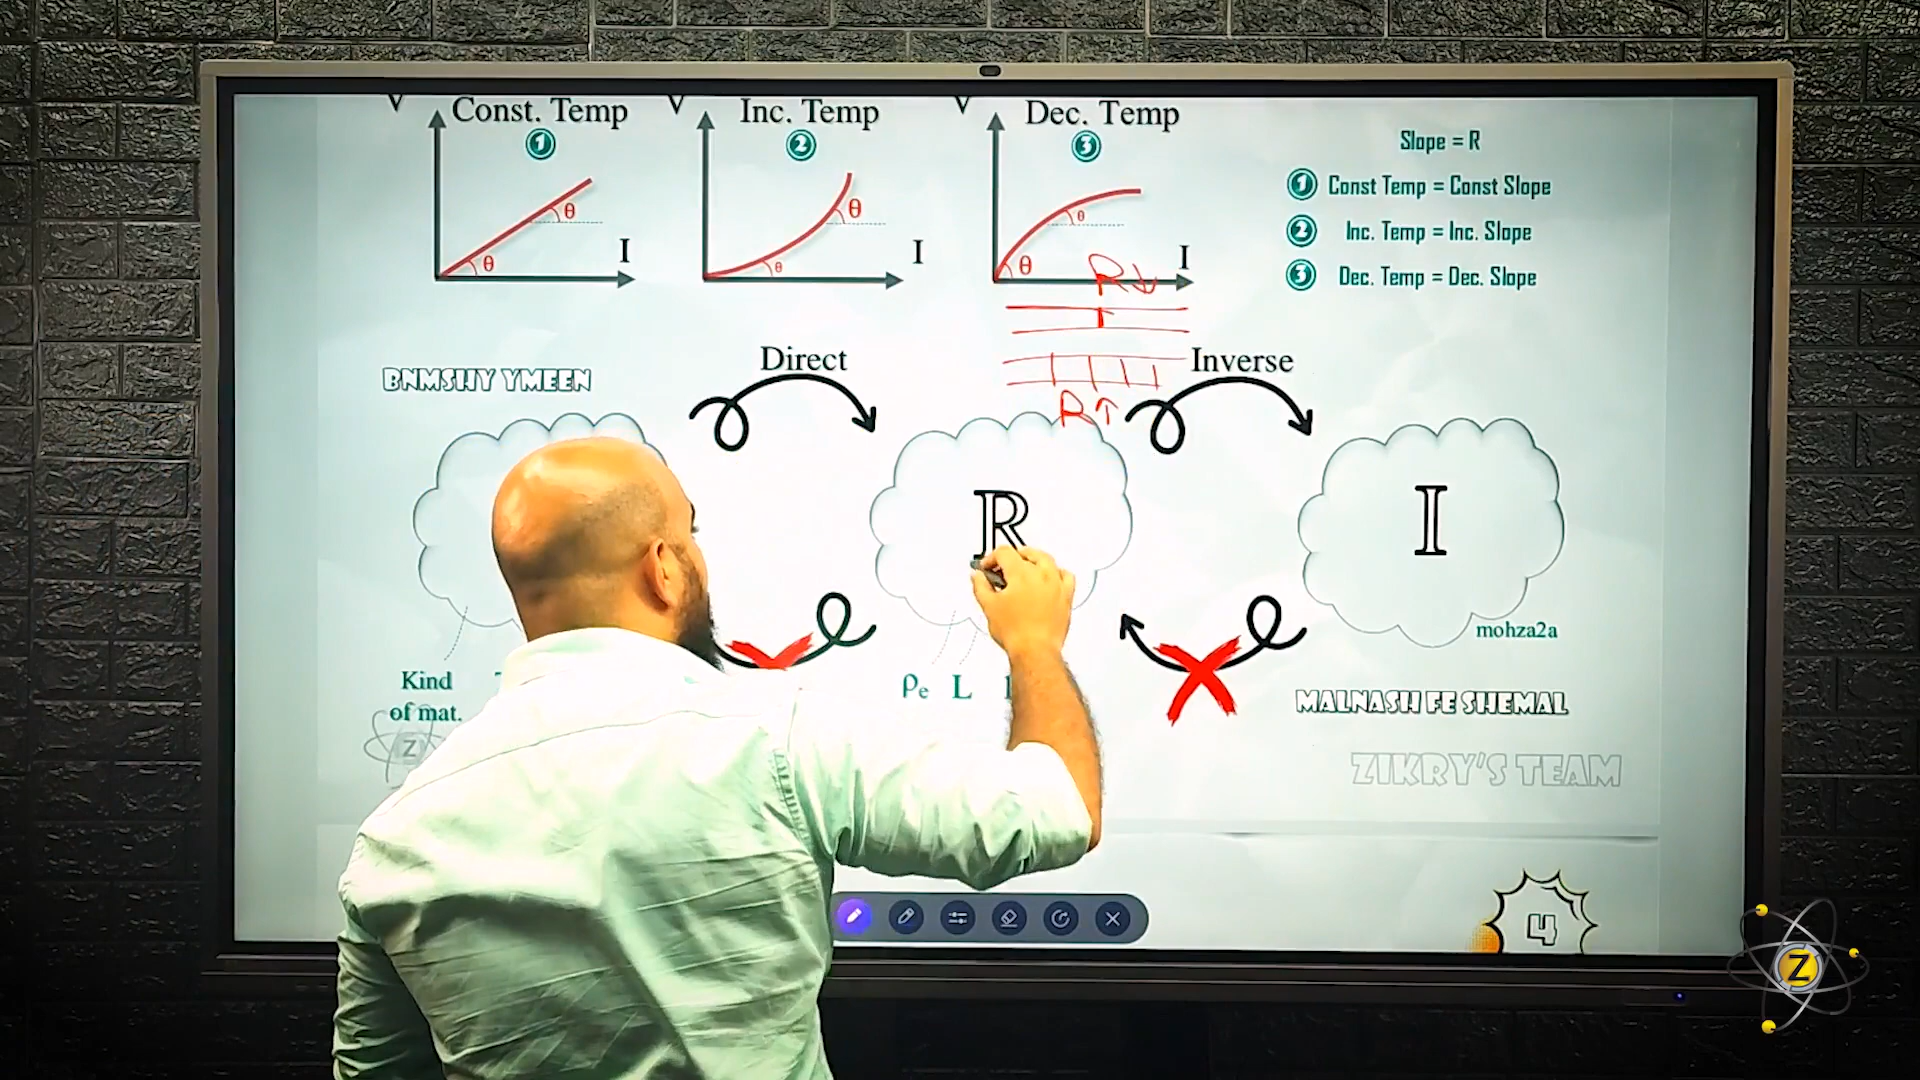 V Const. Temp V Inc. Temp V Dec. Temp
1 2 3
θ θ I
θ θ I
θ θ I
Slope = R
1 Const Temp = Const Slope
2 Inc. Temp = Inc. Slope
3 Dec. Temp = Dec. Slope
R↓
R↑
BNMSHY YMEEN
Direct
Inverse
R
I
mohza2a
Kind
of mat.
ρe L
MALNASH FE SHEMAL
ZIKRY'S TEAM
Z
4
Z